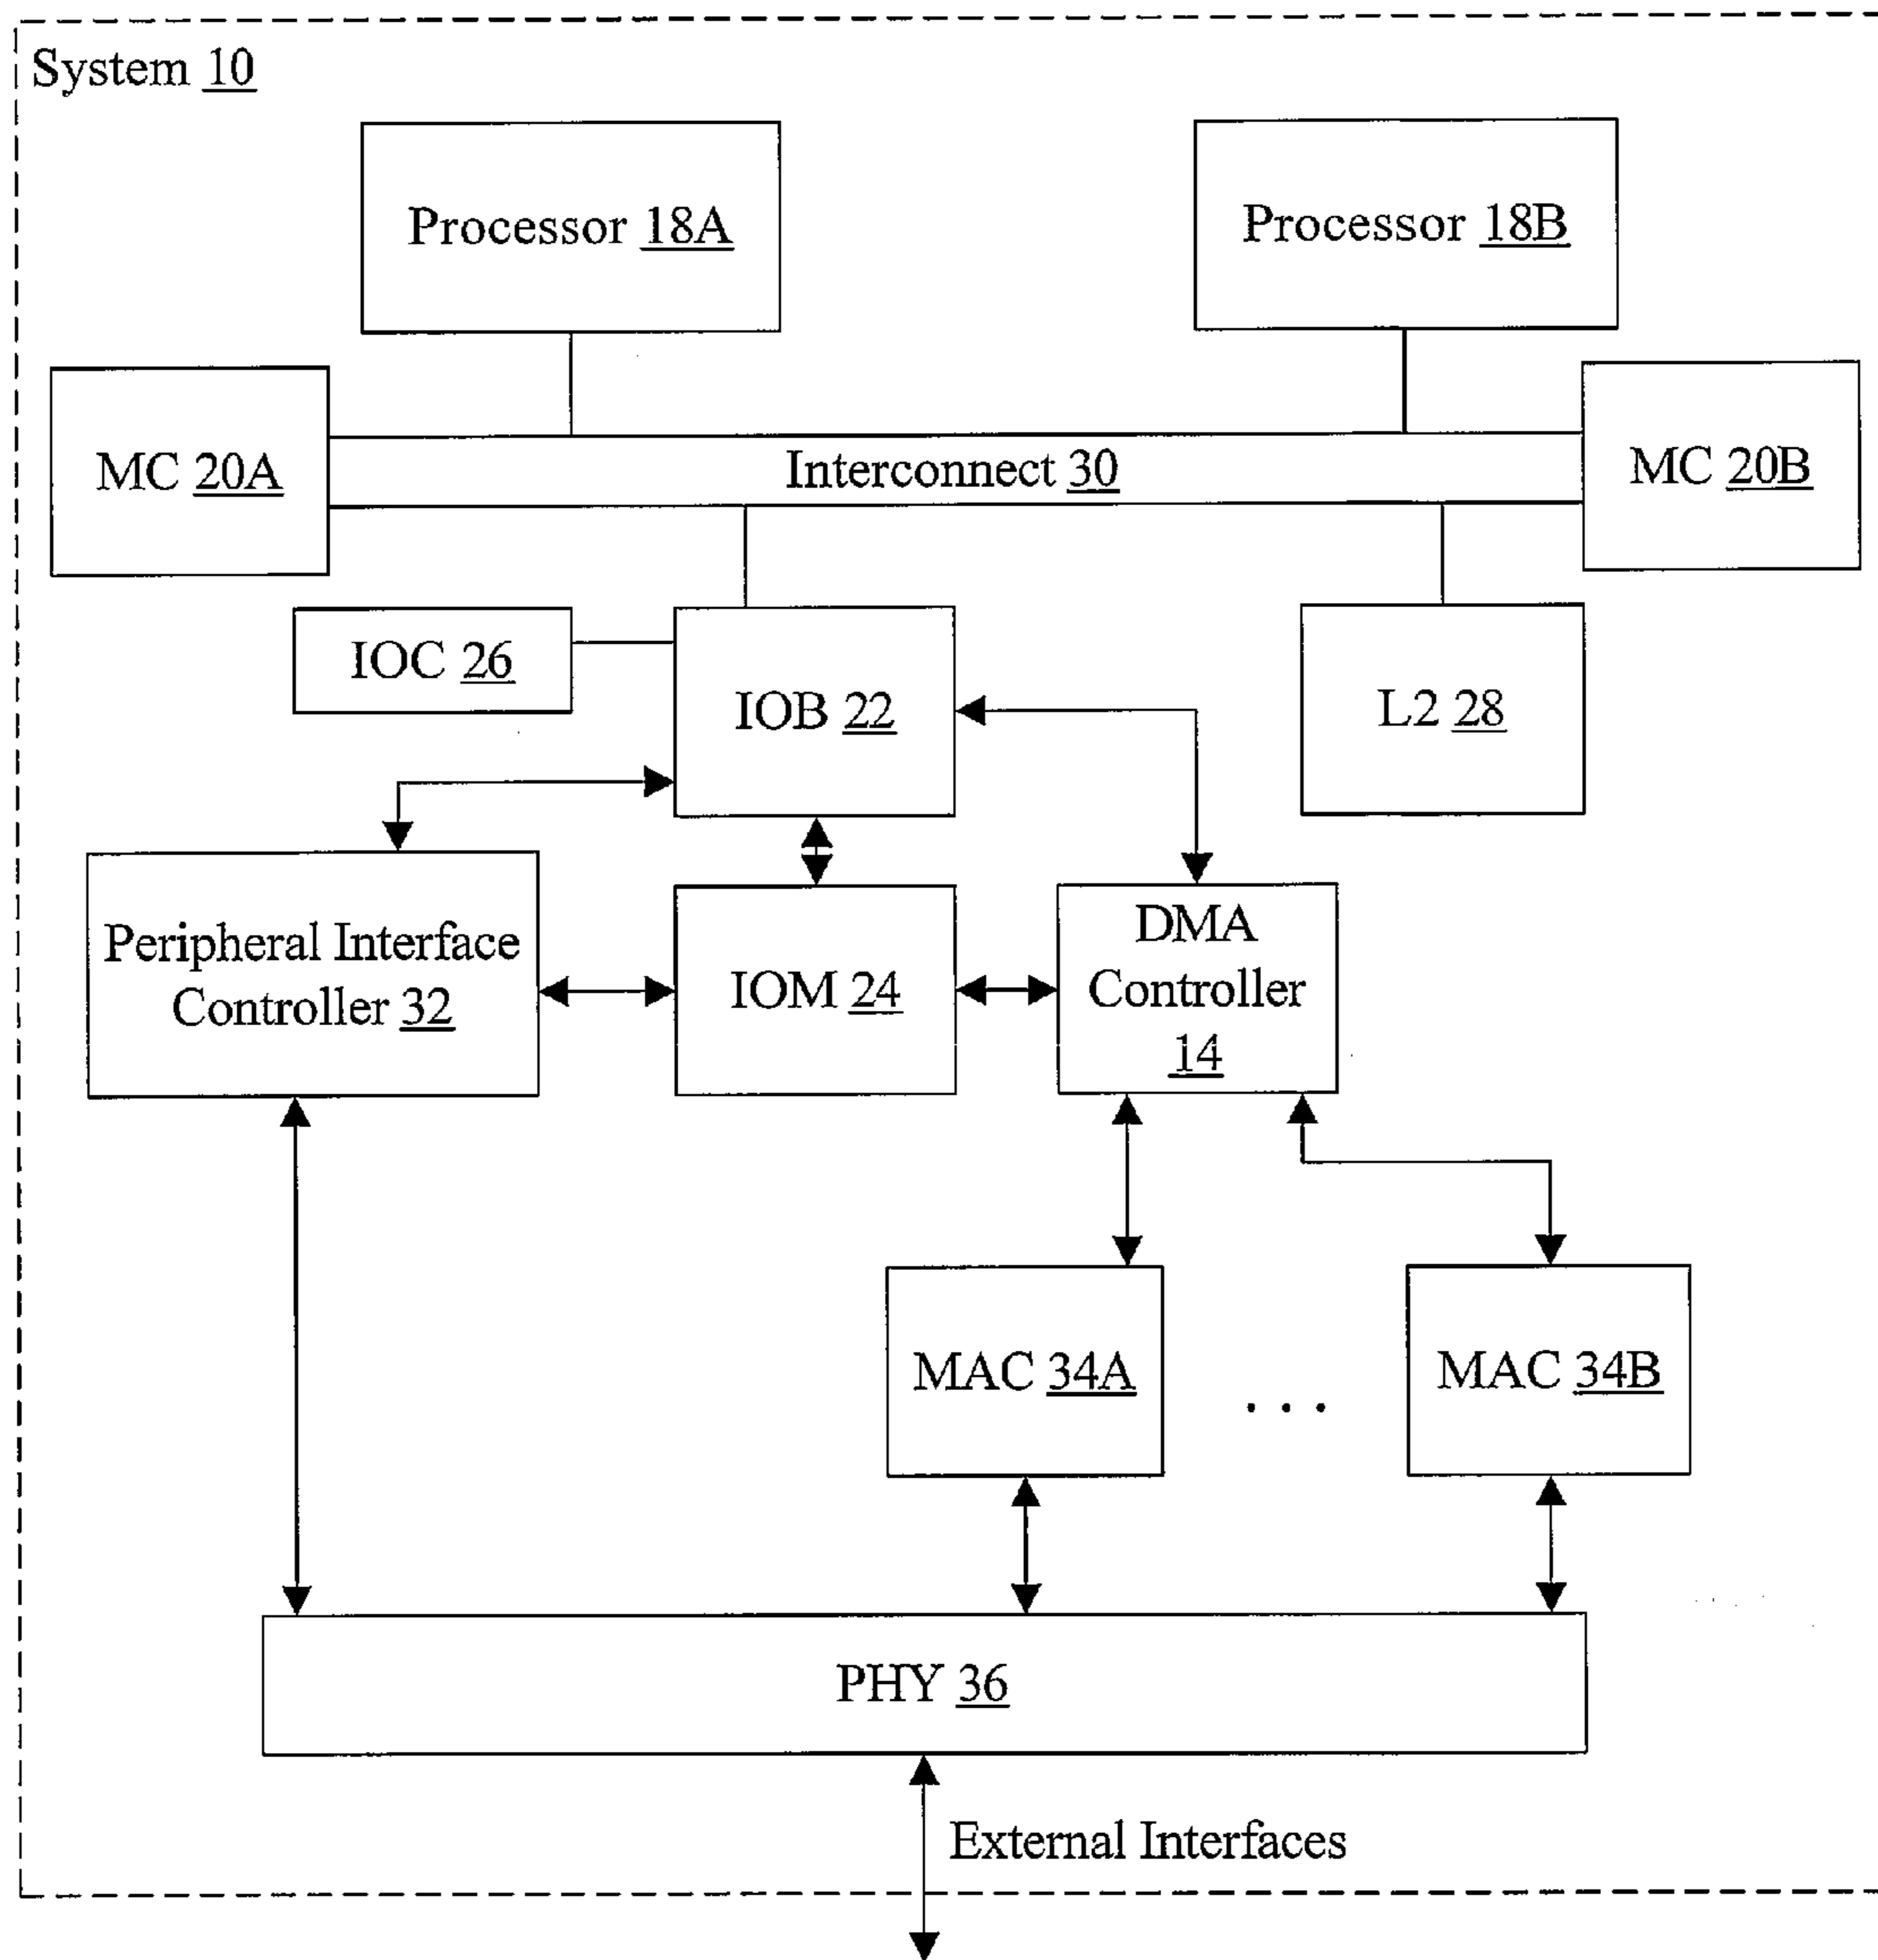 System 10
Processor 18A
Processor 18B
MC 20A
Interconnect 30
MC 20B
IOC 26
IOB 22
L2 28
Peripheral Interface
Controller 32
IOM 24
DMA
Controller
14
MAC 34A
. . .
MAC 34B
PHY 36
External Interfaces